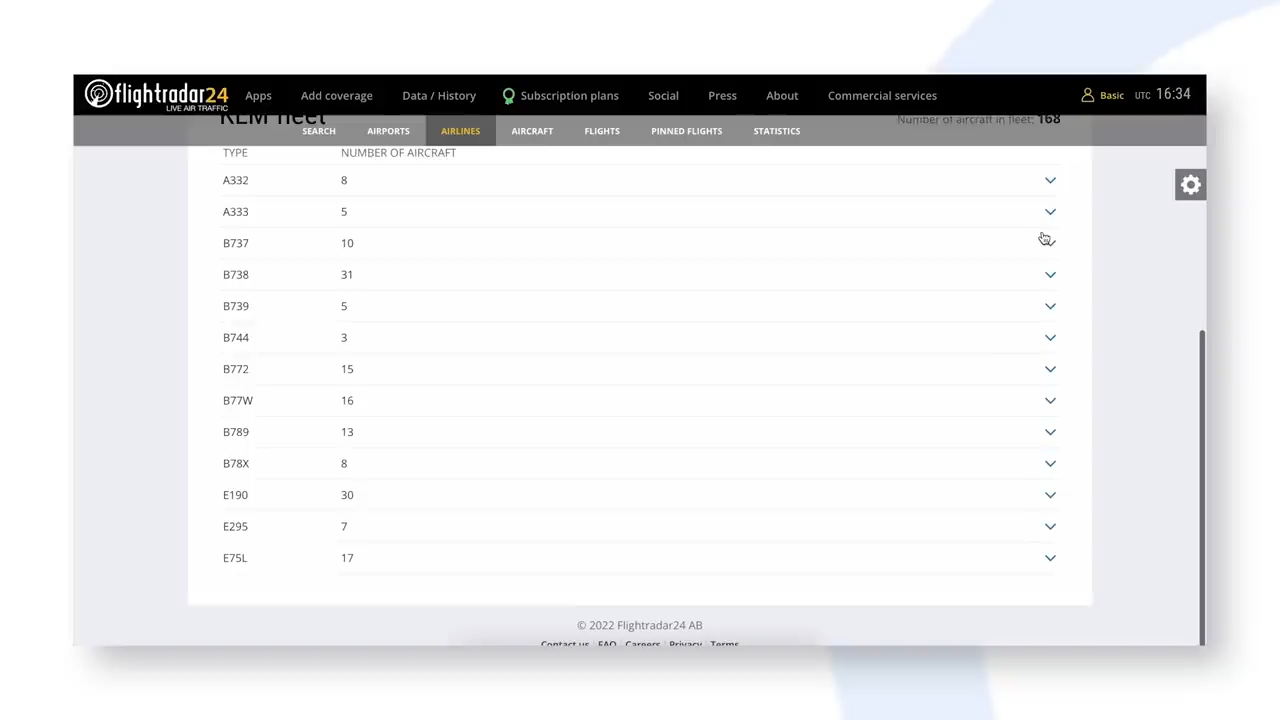 flightradar24
LIVE AIR TRAFFIC
Apps Add coverage Data / History Subscription plans Social Press About Commercial services Basic UTC 16:34
KLM fleet
Number of aircraft in fleet: 168
SEARCH AIRPORTS AIRLINES AIRCRAFT FLIGHTS PINNED FLIGHTS STATISTICS
TYPE NUMBER OF AIRCRAFT
A332 8
A333 5
B737 10
B738 31
B739 5
B744 3
B772 15
B77W 16
B789 13
B78X 8
E190 30
E295 7
E75L 17
© 2022 Flightradar24 AB
Contact us | FAQ | Careers | Privacy | Terms